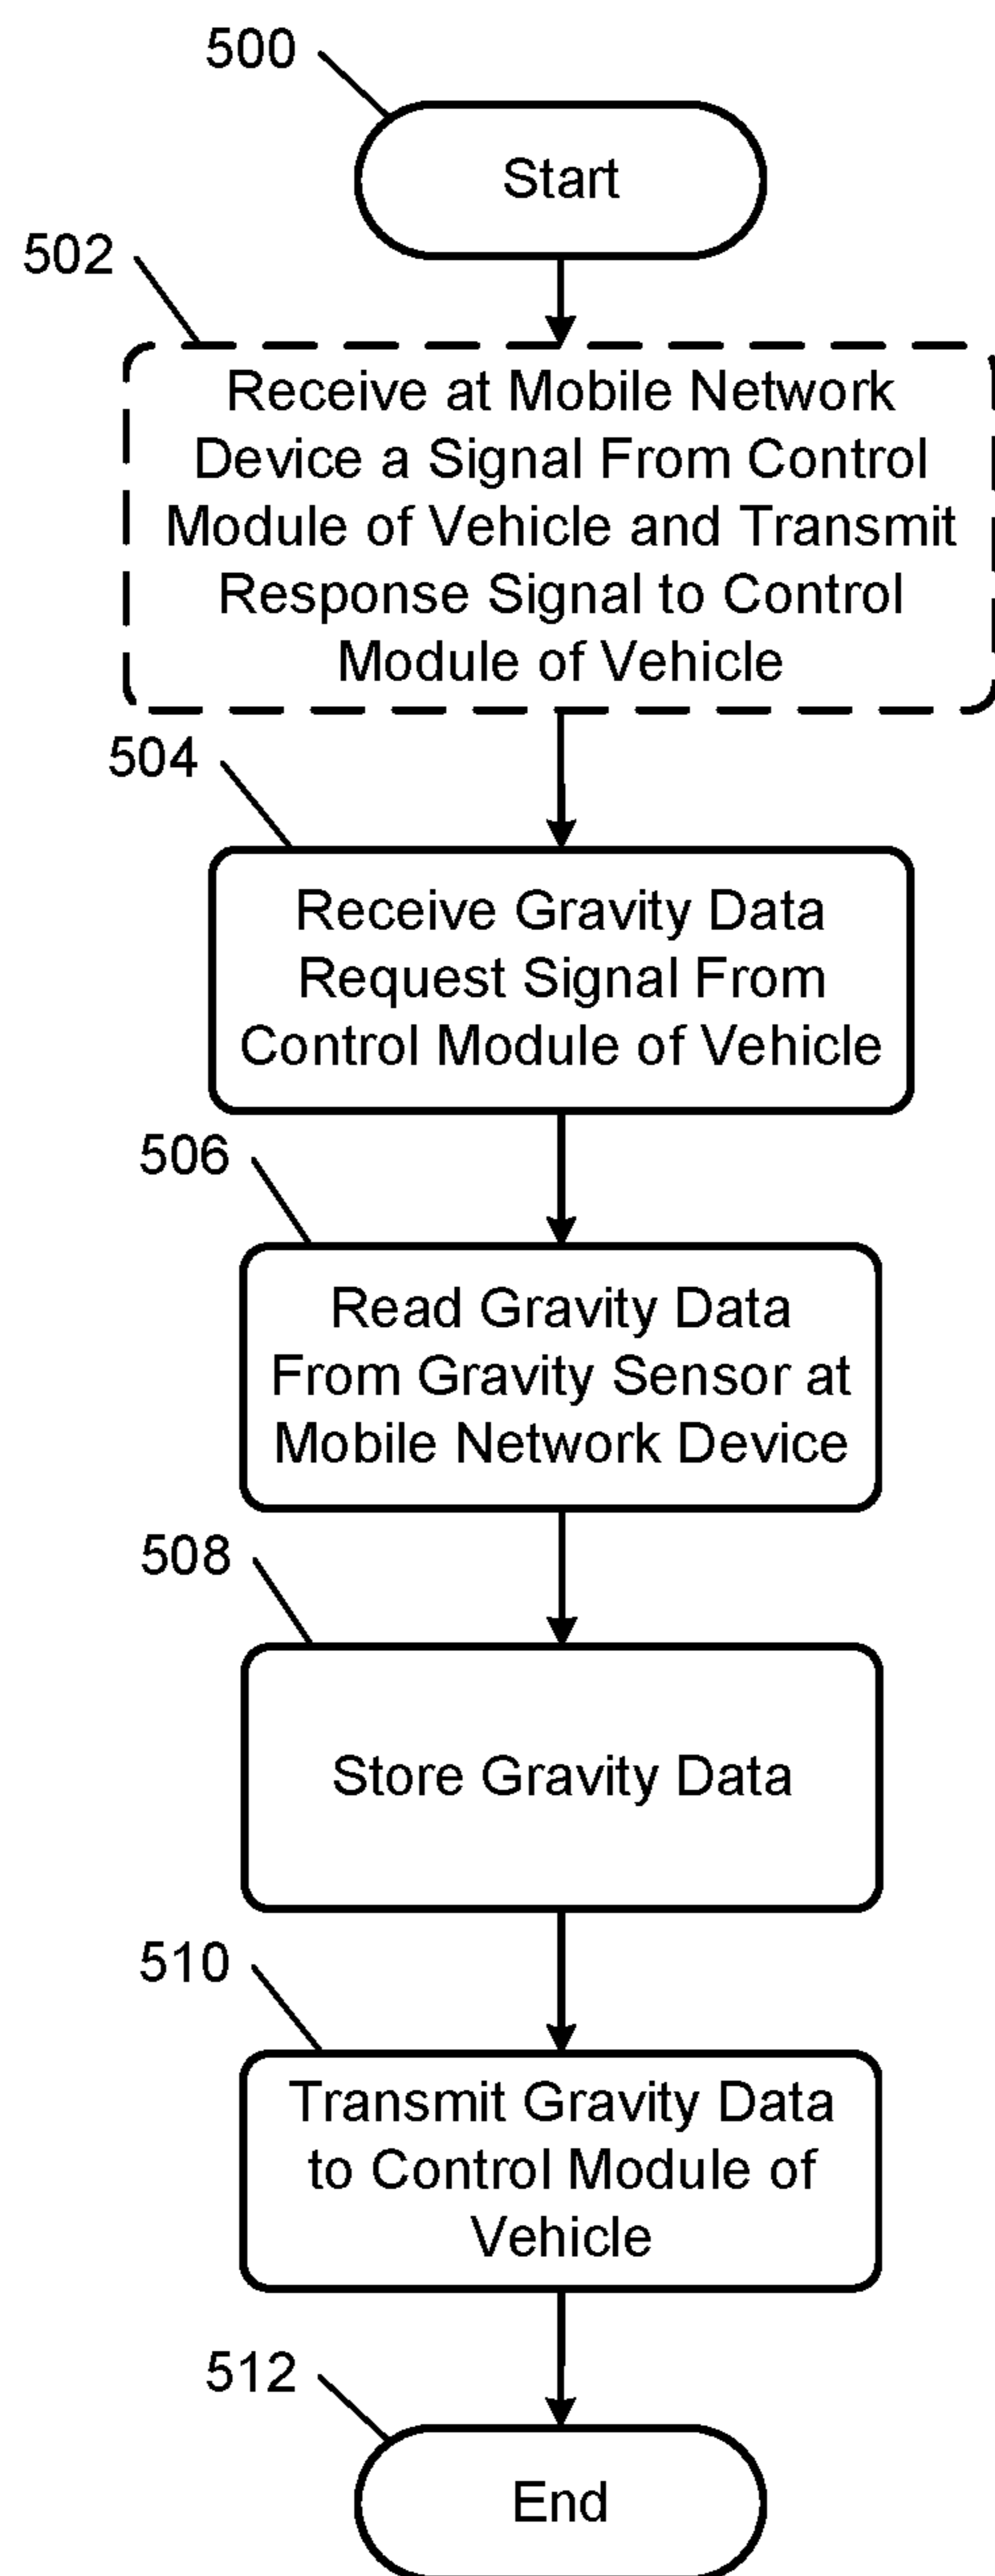 500
Start
502
Receive at Mobile Network
Device a Signal From Control
Module of Vehicle and Transmit
Response Signal to Control
Module of Vehicle
504
Receive Gravity Data
Request Signal From
Control Module of Vehicle
506
Read Gravity Data
From Gravity Sensor at
Mobile Network Device
508
Store Gravity Data
510
Transmit Gravity Data
to Control Module of
Vehicle
512
End